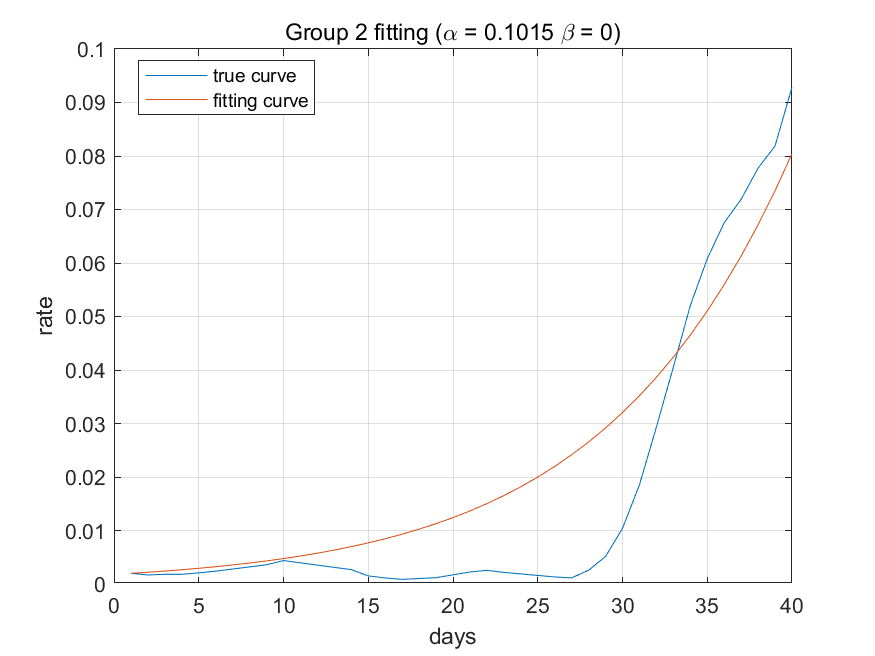 Group 2 fitting (α = 0.1015 β = 0)
true curve
fitting curve
0.1
0.09
0.08
0.07
0.06
0.05
0.04
0.03
0.02
0.01
0
rate
0 5 10 15 20 25 30 35 40
days